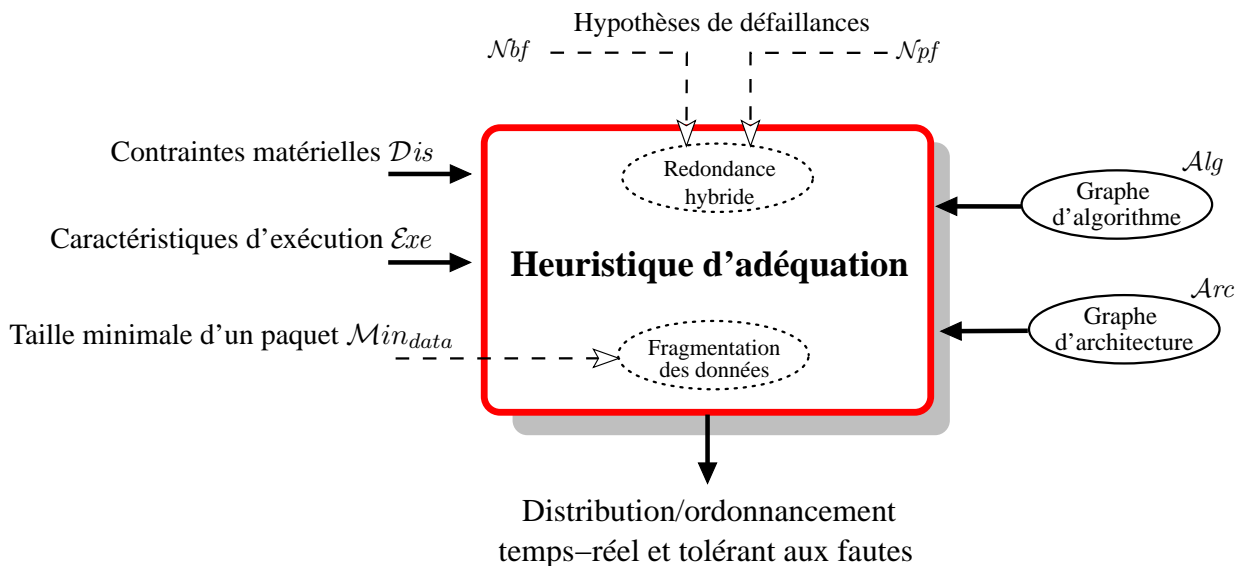 Hypothèses de défaillances
Nbf
Npf
Contraintes matérielles Dis
Redondance
hybride
Alg
Graphe
d'algorithme
Caractéristiques d'exécution Exe
Heuristique d'adéquation
Arc
Graphe
d'architecture
Taille minimale d'un paquet Min_data
Fragmentation
des données
Distribution/ordonnancement
temps–réel et tolérant aux fautes